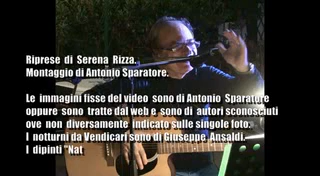 Riprese di Serena Rizza.
Montaggio di Antonio Sparatore.
Le immagini fisse del video sono di Antonio Sparatore
oppure sono tratte dal web e sono di autori sconosciuti
ove non diversamente indicato sulle singole foto.
I notturni da Vendicari sono di Giuseppe Ansaldi.
I dipinti "Nat